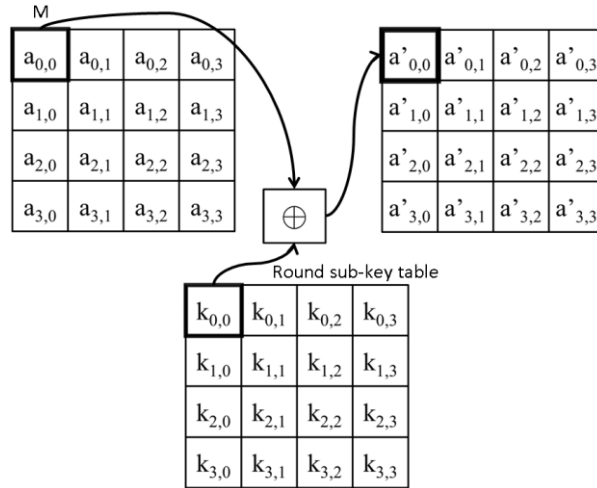 M
a0,0 a0,1 a0,2 a0,3
a1,0 a1,1 a1,2 a1,3
a2,0 a2,1 a2,2 a2,3
a3,0 a3,1 a3,2 a3,3
a’0,0 a’0,1 a’0,2 a’0,3
a’1,0 a’1,1 a’1,2 a’1,3
a’2,0 a’2,1 a’2,2 a’2,3
a’3,0 a’3,1 a’3,2 a’3,3
⊕
Round sub-key table
k0,0 k0,1 k0,2 k0,3
k1,0 k1,1 k1,2 k1,3
k2,0 k2,1 k2,2 k2,3
k3,0 k3,1 k3,2 k3,3